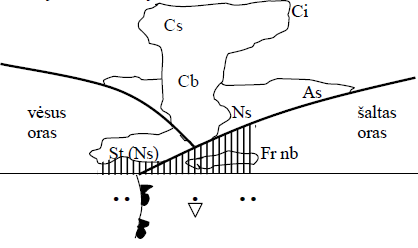 Ci
Cs
Cb
As
vėsus
oras
Ns
šaltas
oras
St (Ns)
Fr nb